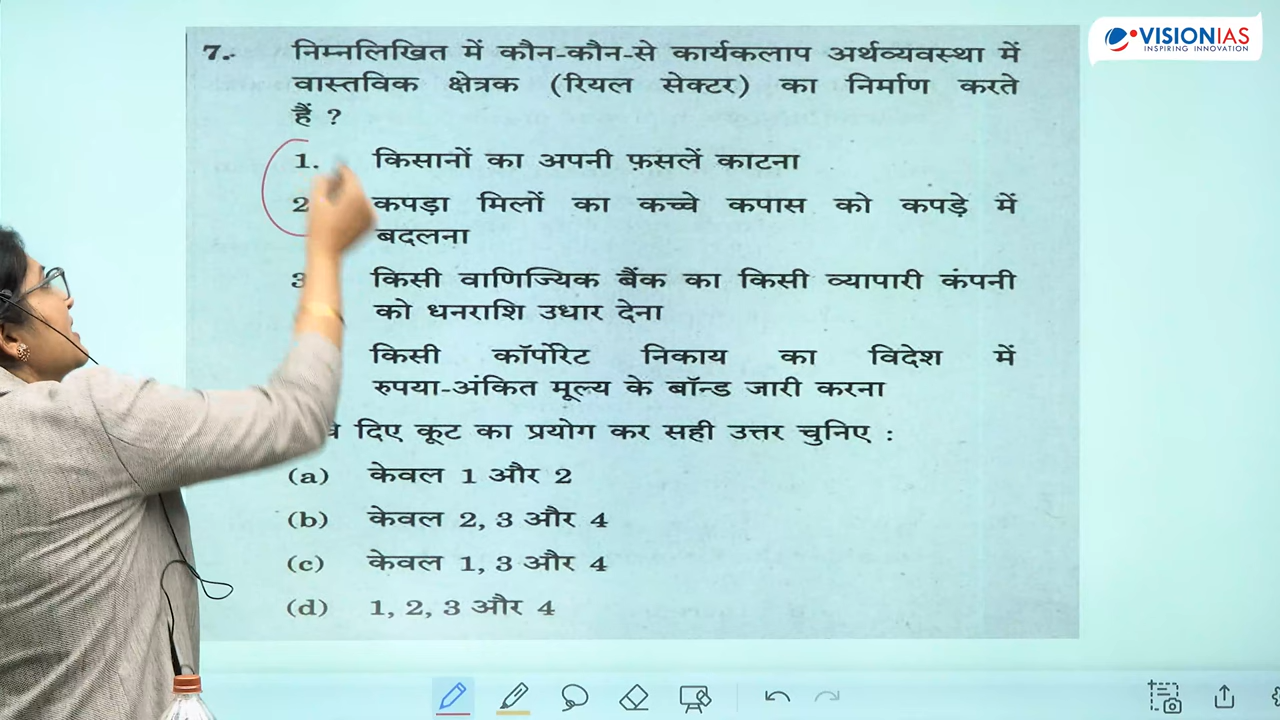 VISIONIAS
INSPIRING INNOVATION
7. निम्नलिखित में कौन-कौन-से कार्यकलाप अर्थव्यवस्था में
वास्तविक क्षेत्रक (रियल सेक्टर) का निर्माण करते
हैं ?
1. किसानों का अपनी फ़सलें काटना
2 कपड़ा मिलों का कच्चे कपास को कपड़े में
बदलना
3 किसी वाणिज्यिक बैंक का किसी व्यापारी कंपनी
को धनराशि उधार देना
किसी कॉर्पोरेट निकाय का विदेश में
रुपया-अंकित मूल्य के बॉन्ड जारी करना
दिए कूट का प्रयोग कर सही उत्तर चुनिए :
(a) केवल 1 और 2
(b) केवल 2, 3 और 4
(c) केवल 1, 3 और 4
(d) 1, 2, 3 और 4